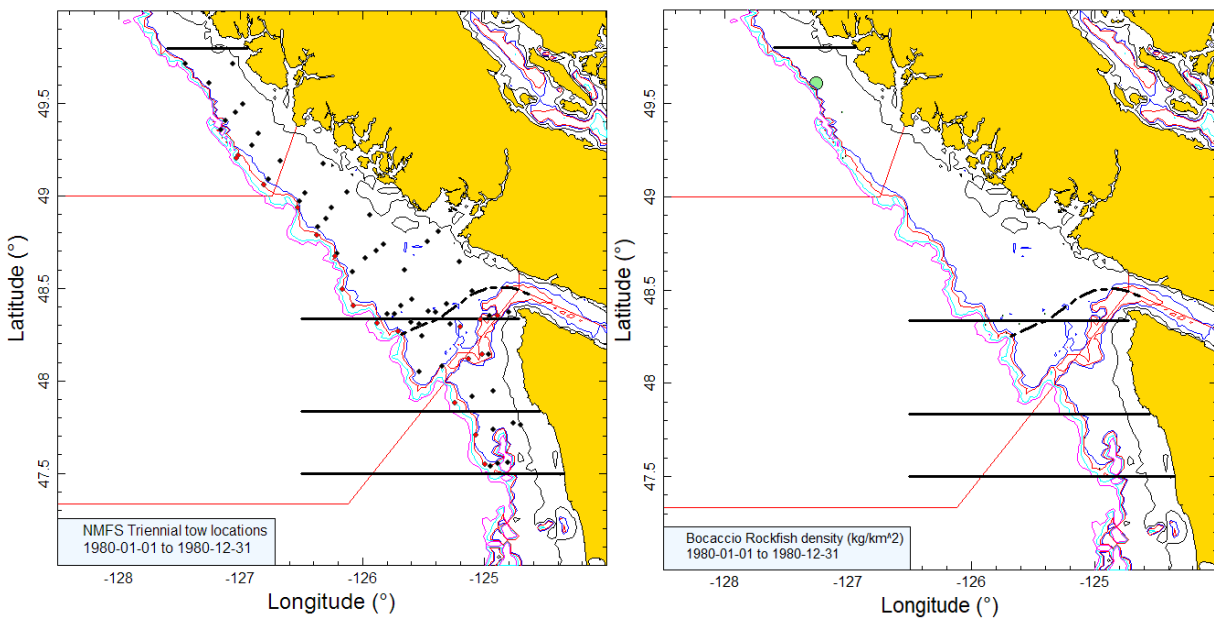 49.5
49
48.5
48
47.5
Latitude (°)
NMFS Triennial tow locations
1980-01-01 to 1980-12-31
-128
-127
-126
-125
Longitude (°)
49.5
49
48.5
48
47.5
Latitude (°)
Bocaccio Rockfish density (kg/km^2)
1980-01-01 to 1980-12-31
-128
-127
-126
-125
Longitude (°)